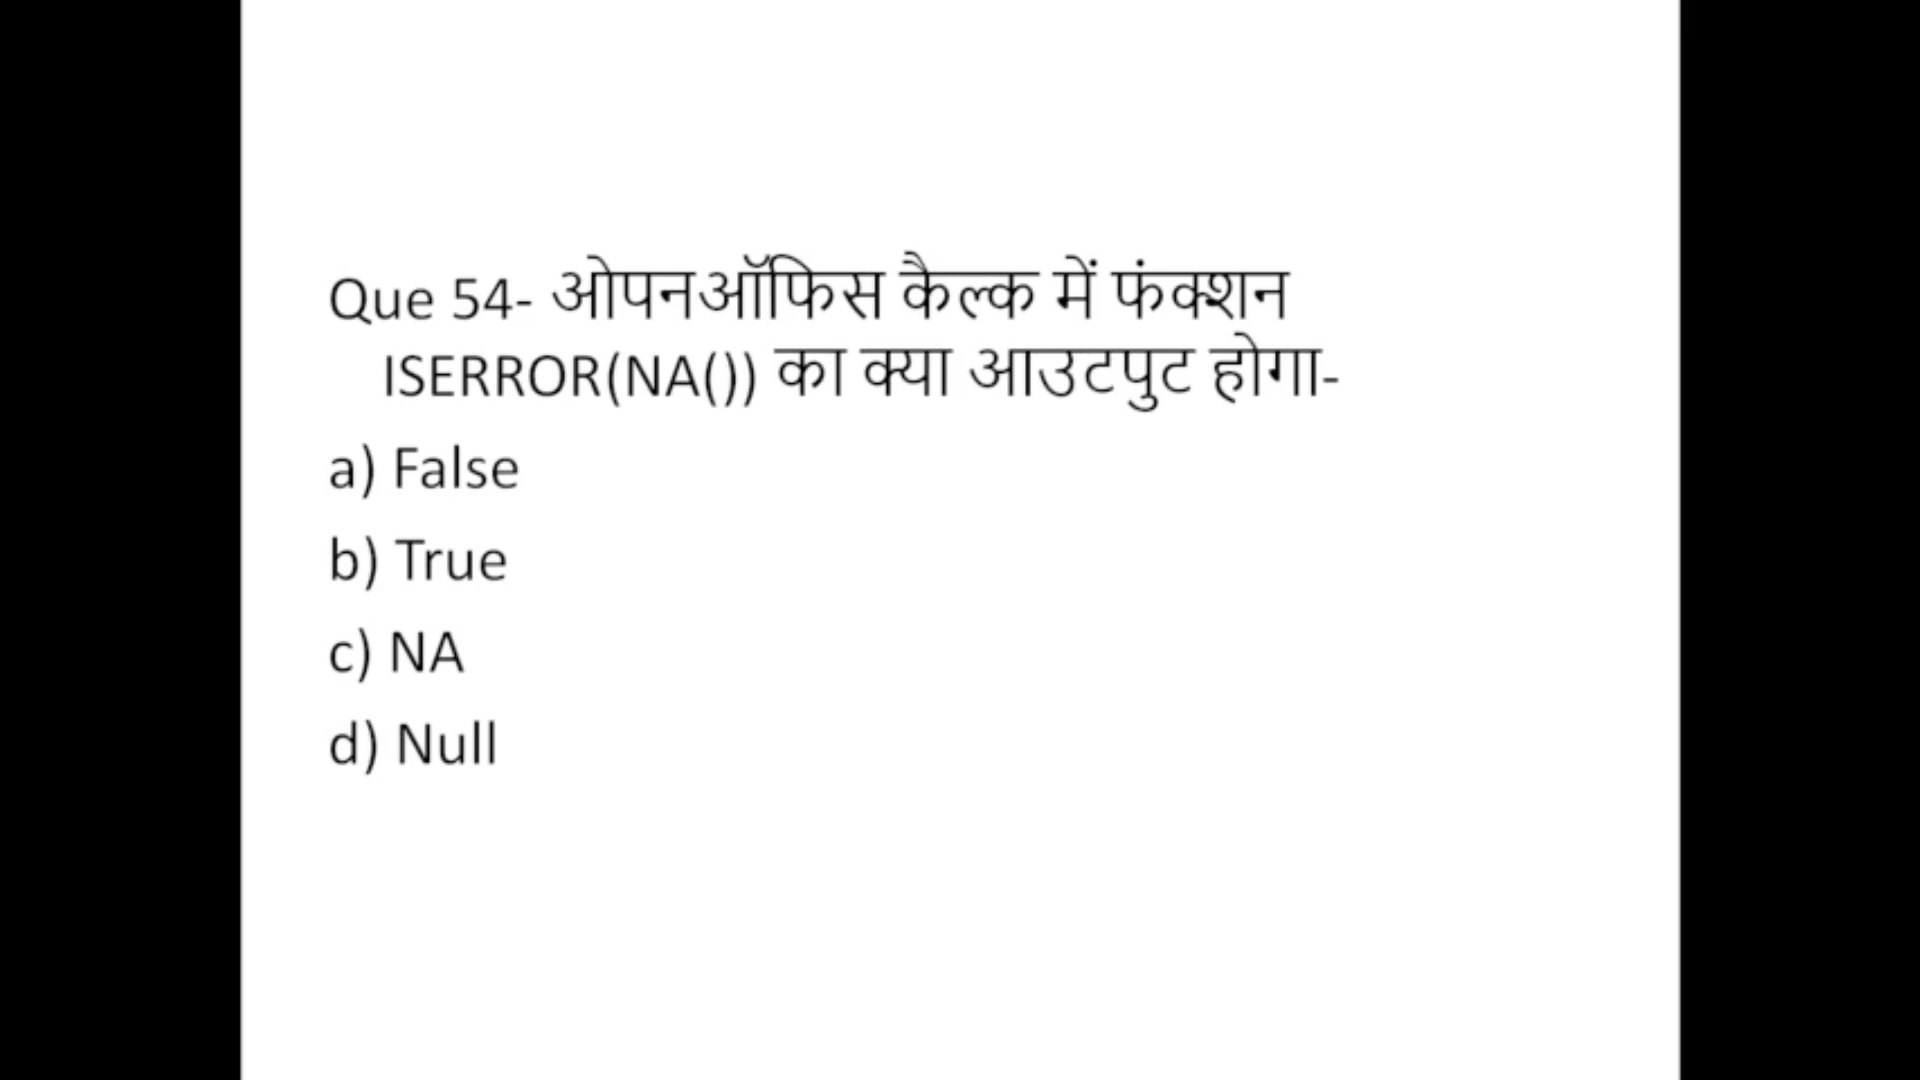 Que 54- ओपनऑफिस कैल्क में फंक्शन
ISERROR(NA()) का क्या आउटपुट होगा-
a) False
b) True
c) NA
d) Null